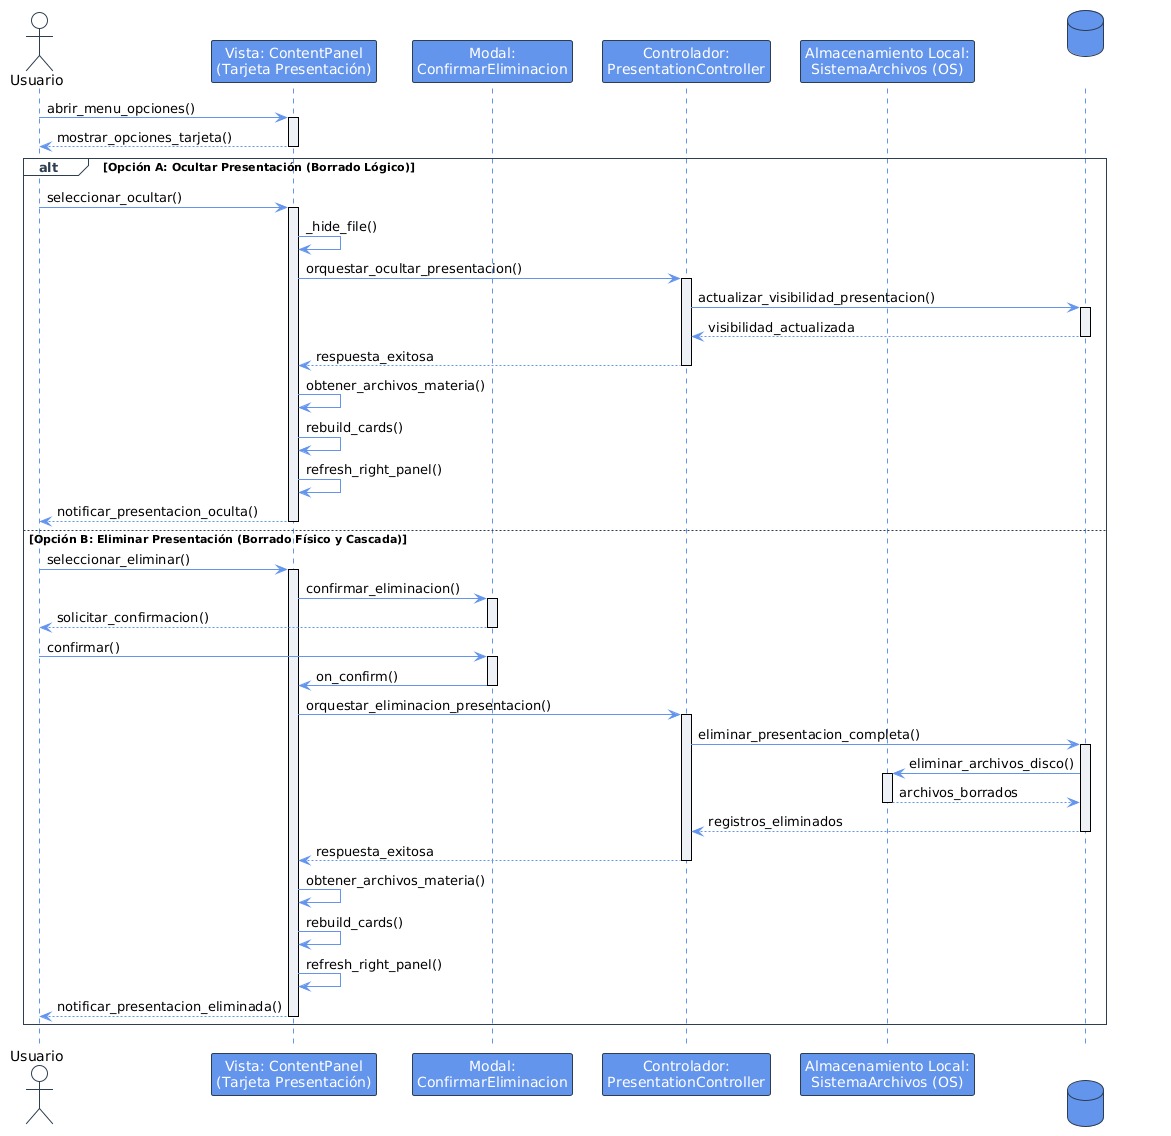 Usuario
Vista: ContentPanel
(Tarjeta Presentación)
Modal:
ConfirmarEliminacion
Controlador:
PresentationController
Almacenamiento Local:
SistemaArchivos (OS)
abrir_menu_opciones()
mostrar_opciones_tarjeta()
alt
[Opción A: Ocultar Presentación (Borrado Lógico)]
seleccionar_ocultar()
_hide_file()
orquestar_ocultar_presentacion()
actualizar_visibilidad_presentacion()
visibilidad_actualizada
respuesta_exitosa
obtener_archivos_materia()
rebuild_cards()
refresh_right_panel()
notificar_presentacion_oculta()
[Opción B: Eliminar Presentación (Borrado Físico y Cascada)]
seleccionar_eliminar()
confirmar_eliminacion()
solicitar_confirmacion()
confirmar()
on_confirm()
orquestar_eliminacion_presentacion()
eliminar_presentacion_completa()
eliminar_archivos_disco()
archivos_borrados
registros_eliminados
respuesta_exitosa
obtener_archivos_materia()
rebuild_cards()
refresh_right_panel()
notificar_presentacion_eliminada()
Usuario
Vista: ContentPanel
(Tarjeta Presentación)
Modal:
ConfirmarEliminacion
Controlador:
PresentationController
Almacenamiento Local:
SistemaArchivos (OS)